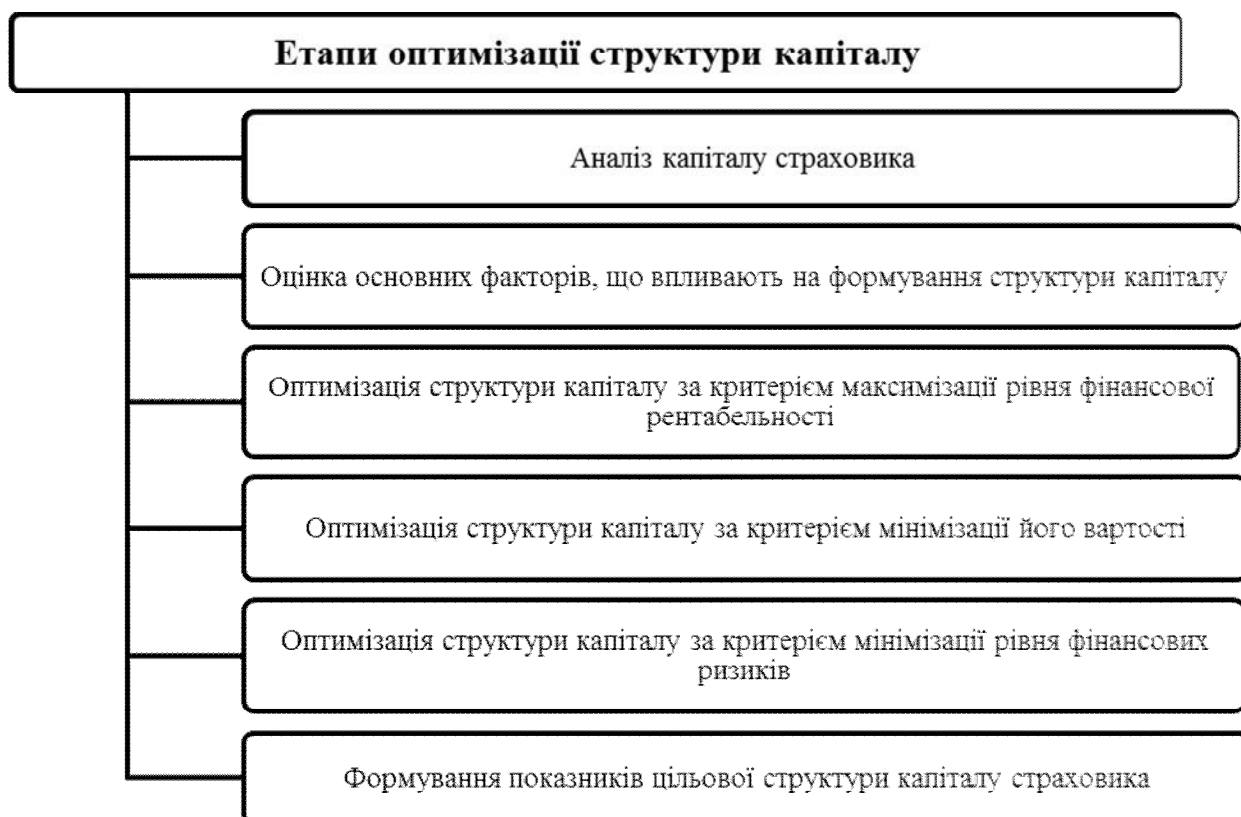 Етапи оптимізації структури капіталу
Аналіз капіталу страховика
Оцінка основних факторів, що впливають на формування структури капіталу
Оптимізація структури капіталу за критерієм максимізації рівня фінансової
рентабельності
Оптимізація структури капіталу за критерієм мінімізації його вартості
Оптимізація структури капіталу за критерієм мінімізації рівня фінансових
ризиків
Формування показників цільової структури капіталу страховика